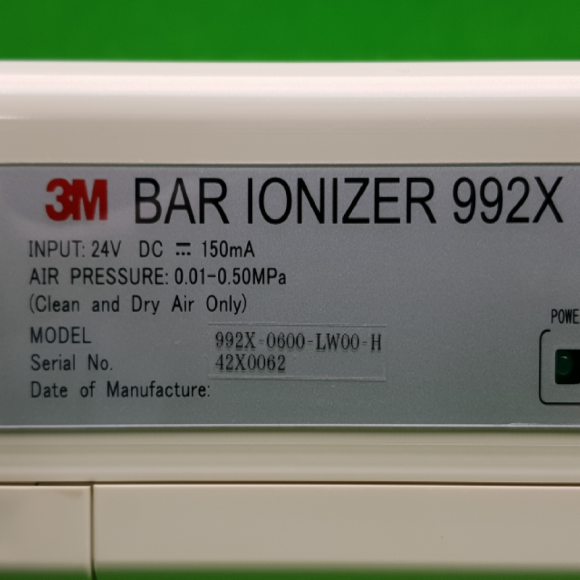 3M BAR IONIZER 992X
INPUT: 24V DC ⎓ 150mA
AIR PRESSURE: 0.01-0.50MPa
(Clean and Dry Air Only)
POWE
MODEL 992X-0600-LW00-H
Serial No. 42X0062
Date of Manufacture: